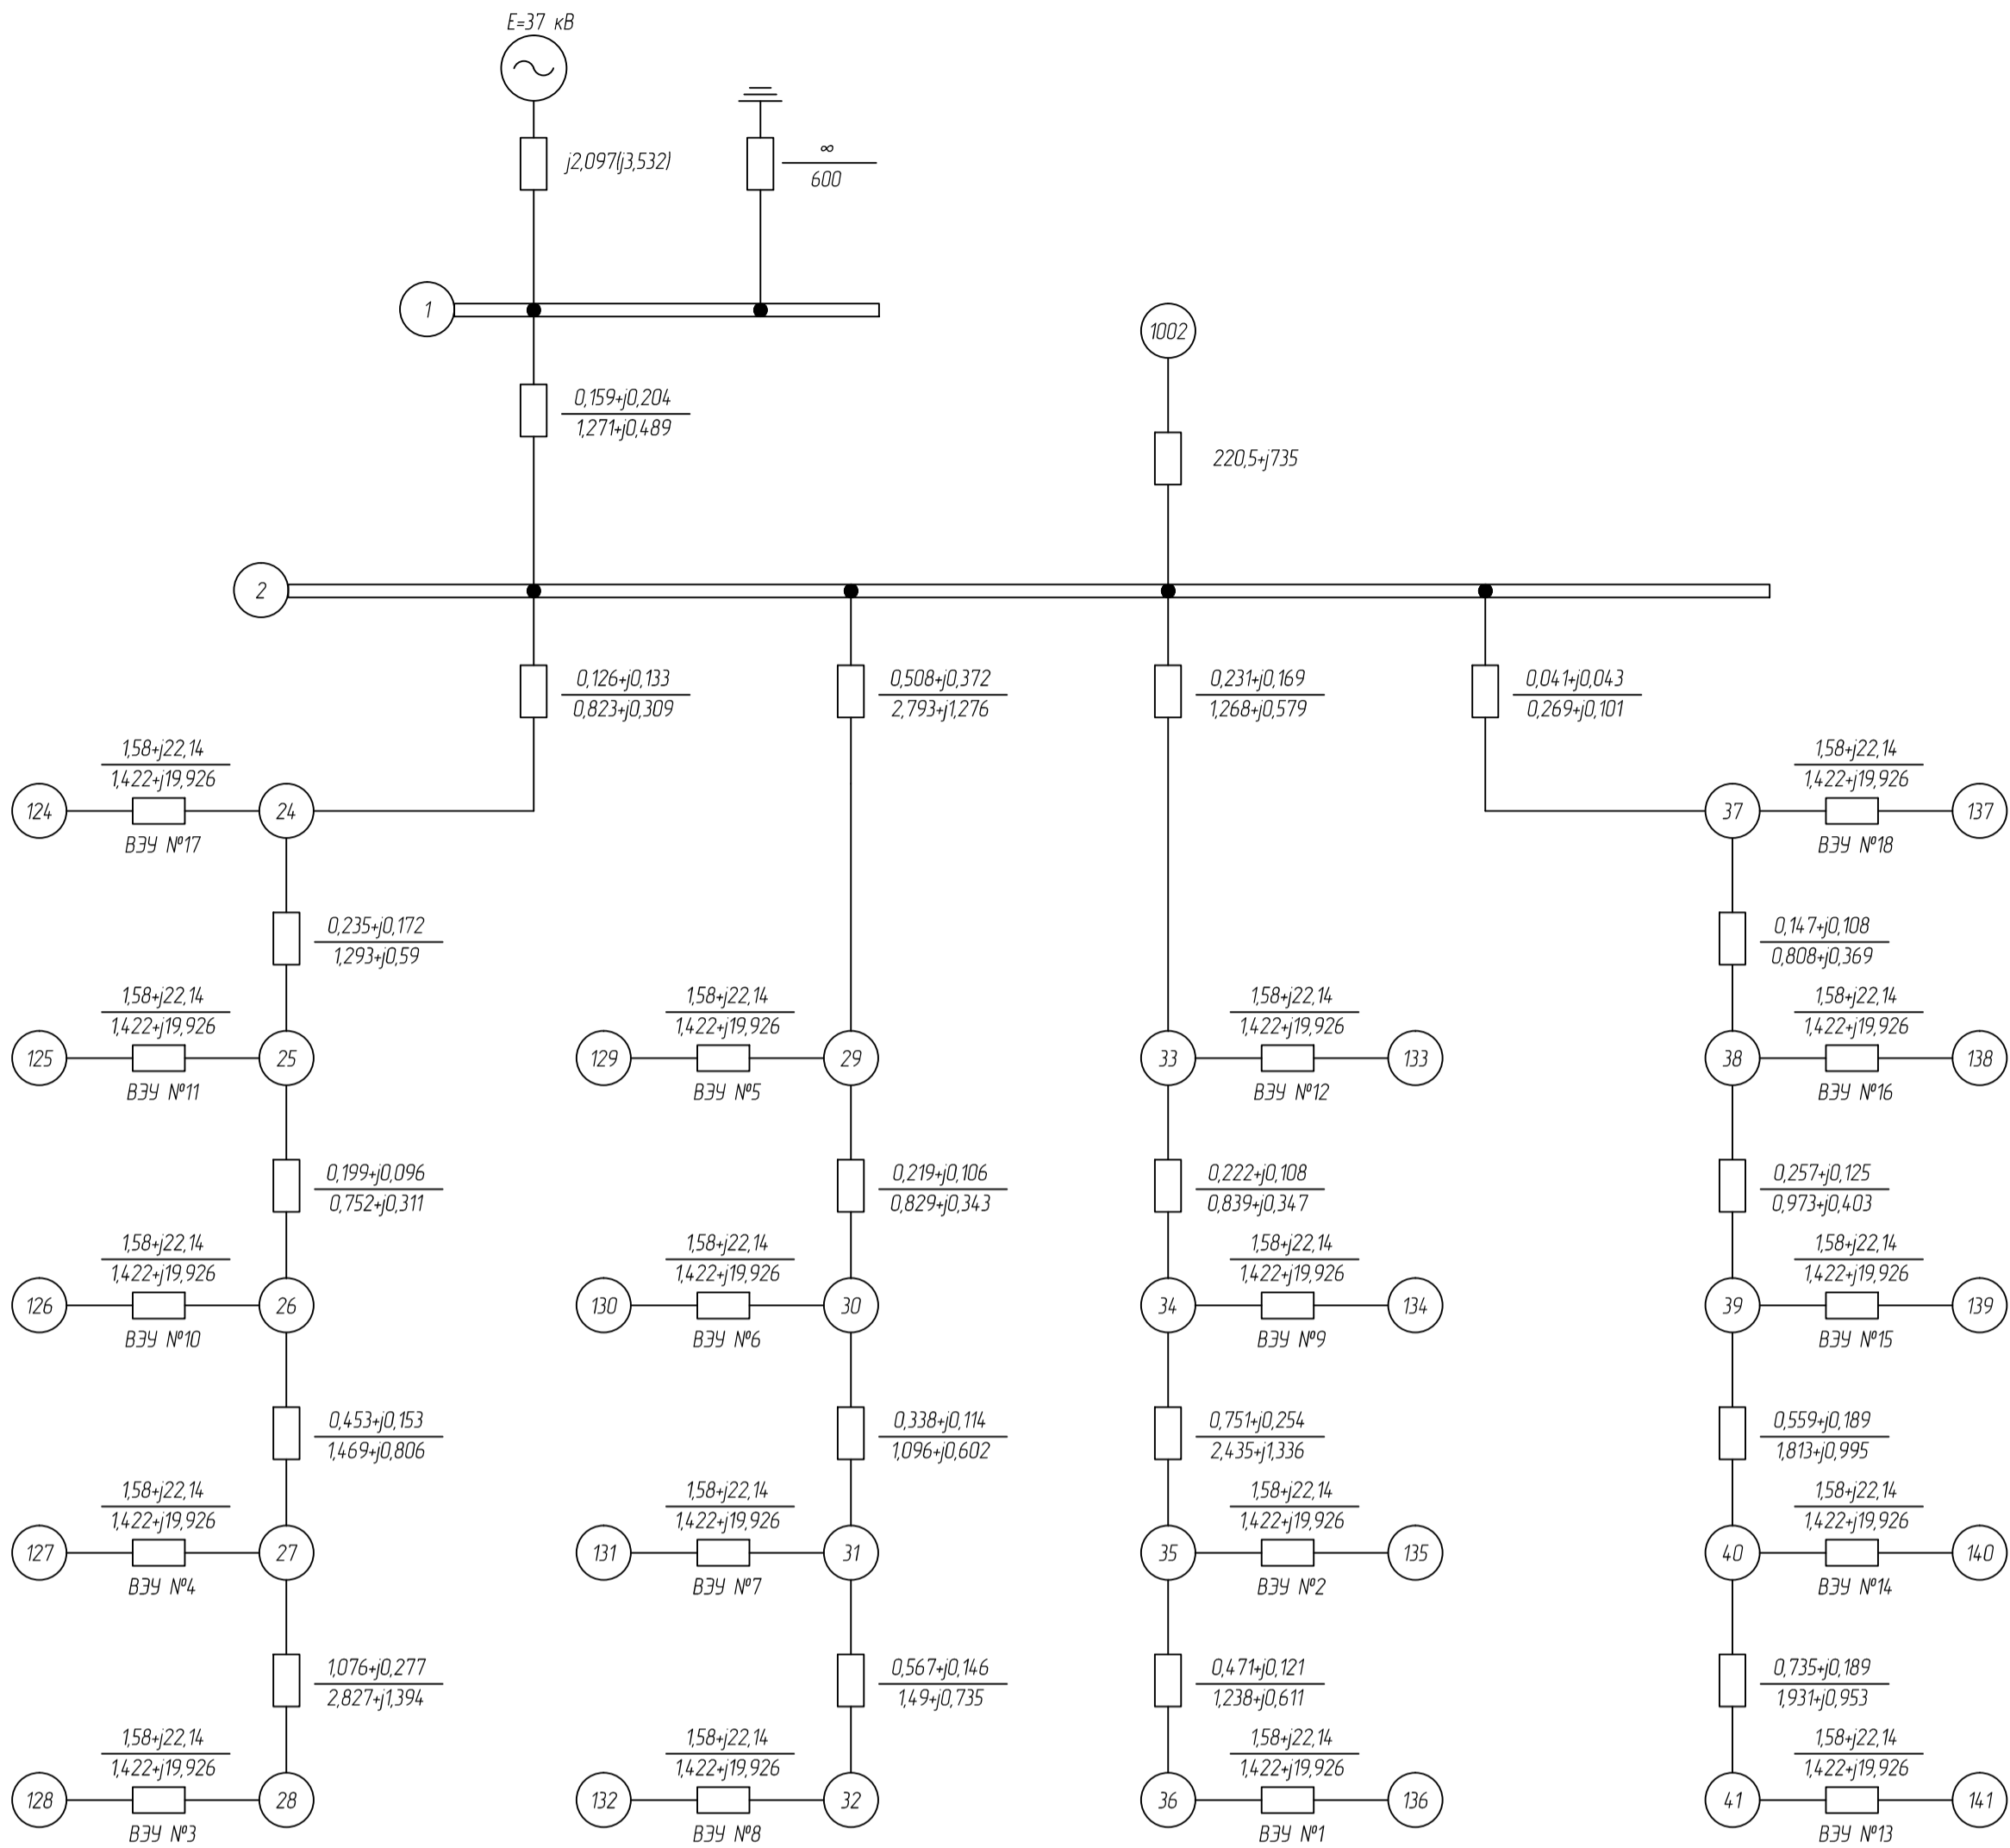 E=37 кВ
j2,097(j3,532)
∞
600
1
1002
0,159+j0,204
1,271+j0,489
220,5+j735
2
0,126+j0,133
0,823+j0,309
0,508+j0,372
2,793+j1,276
0,231+j0,169
1,268+j0,579
0,041+j0,043
0,269+j0,101
1,58+j22,14
1,422+j19,926
124
24
ВЭУ №17
1,58+j22,14
1,422+j19,926
37
137
ВЭУ №18
0,235+j0,172
1,293+j0,59
0,147+j0,108
0,808+j0,369
1,58+j22,14
1,422+j19,926
125
25
ВЭУ №11
1,58+j22,14
1,422+j19,926
129
29
ВЭУ №5
1,58+j22,14
1,422+j19,926
33
133
ВЭУ №12
1,58+j22,14
1,422+j19,926
38
138
ВЭУ №16
0,199+j0,096
0,752+j0,311
0,219+j0,106
0,829+j0,343
0,222+j0,108
0,839+j0,347
0,257+j0,125
0,973+j0,403
1,58+j22,14
1,422+j19,926
126
26
ВЭУ №10
1,58+j22,14
1,422+j19,926
130
30
ВЭУ №6
1,58+j22,14
1,422+j19,926
34
134
ВЭУ №9
1,58+j22,14
1,422+j19,926
39
139
ВЭУ №15
0,453+j0,153
1,469+j0,806
0,338+j0,114
1,096+j0,602
0,751+j0,254
2,435+j1,336
0,559+j0,189
1,813+j0,995
1,58+j22,14
1,422+j19,926
127
27
ВЭУ №4
1,58+j22,14
1,422+j19,926
131
31
ВЭУ №7
1,58+j22,14
1,422+j19,926
35
135
ВЭУ №2
1,58+j22,14
1,422+j19,926
40
140
ВЭУ №14
1,076+j0,277
2,827+j1,394
0,567+j0,146
1,49+j0,735
0,471+j0,121
1,238+j0,611
0,735+j0,189
1,931+j0,953
1,58+j22,14
1,422+j19,926
128
28
ВЭУ №3
1,58+j22,14
1,422+j19,926
132
32
ВЭУ №8
1,58+j22,14
1,422+j19,926
36
136
ВЭУ №1
1,58+j22,14
1,422+j19,926
41
141
ВЭУ №13